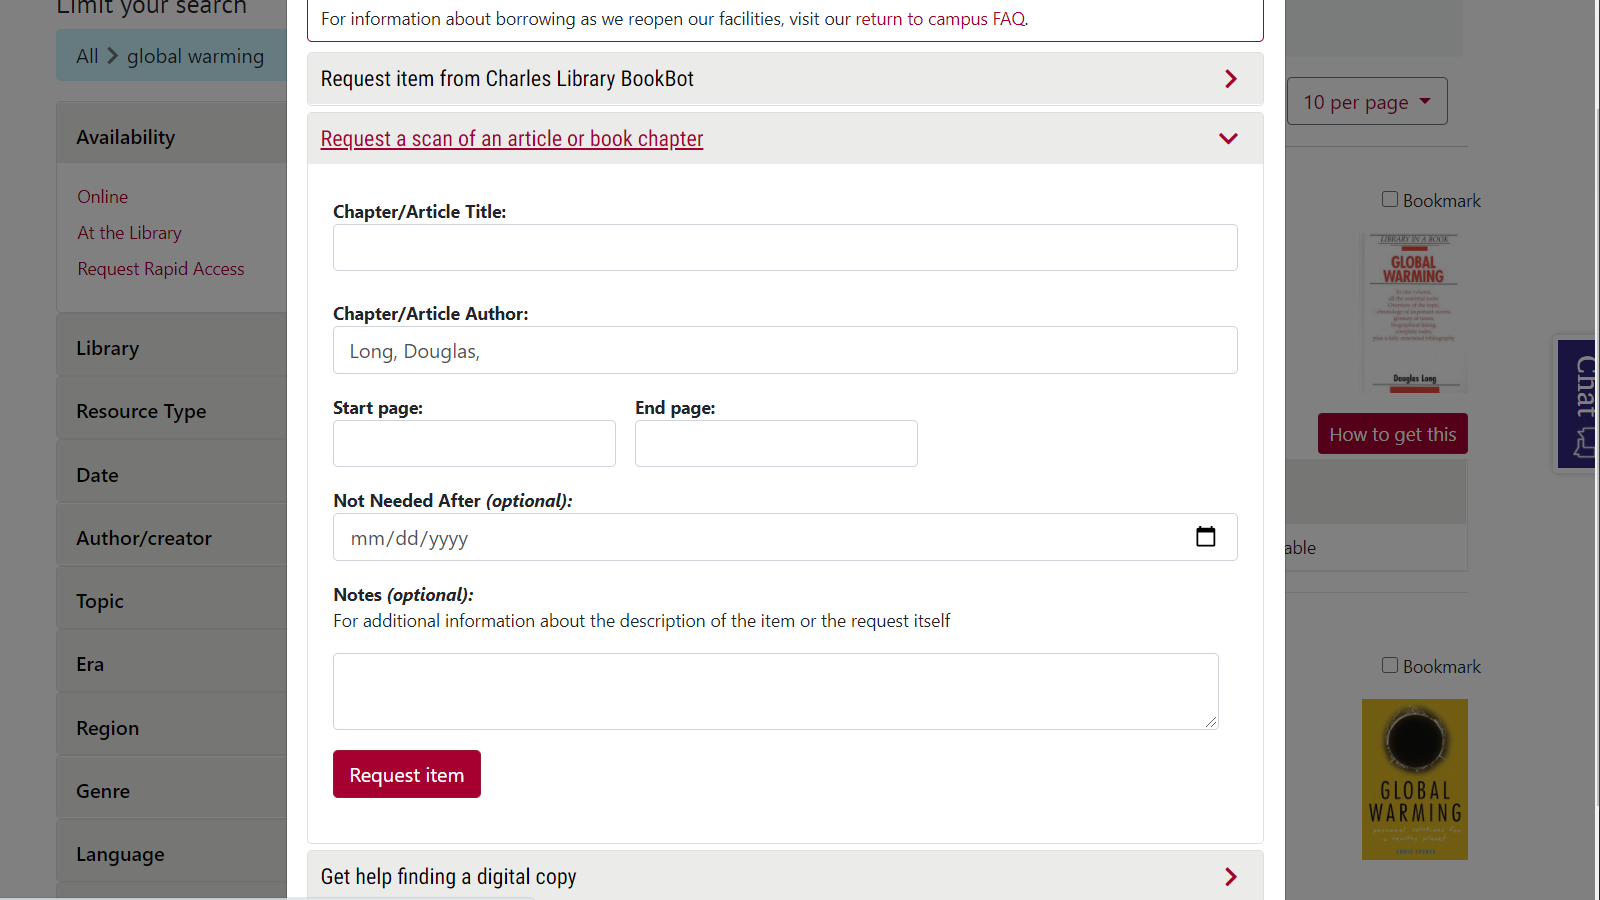 Limit your search
All > global warming
Availability
Online
At the Library
Request Rapid Access
Library
Resource Type
Date
Author/creator
Topic
Era
Region
Genre
Language
For information about borrowing as we reopen our facilities, visit our return to campus FAQ.
Request item from Charles Library BookBot
Request a scan of an article or book chapter
Chapter/Article Title:
Chapter/Article Author:
Long, Douglas,
Start page:
End page:
Not Needed After (optional):
mm/dd/yyyy
Notes (optional):
For additional information about the description of the item or the request itself
Request item
Get help finding a digital copy
10 per page
Bookmark
LIBRARY IN A BOOK
GLOBAL
WARMING
Douglas Long
How to get this
able
Bookmark
GLOBAL
WARMING
Chat